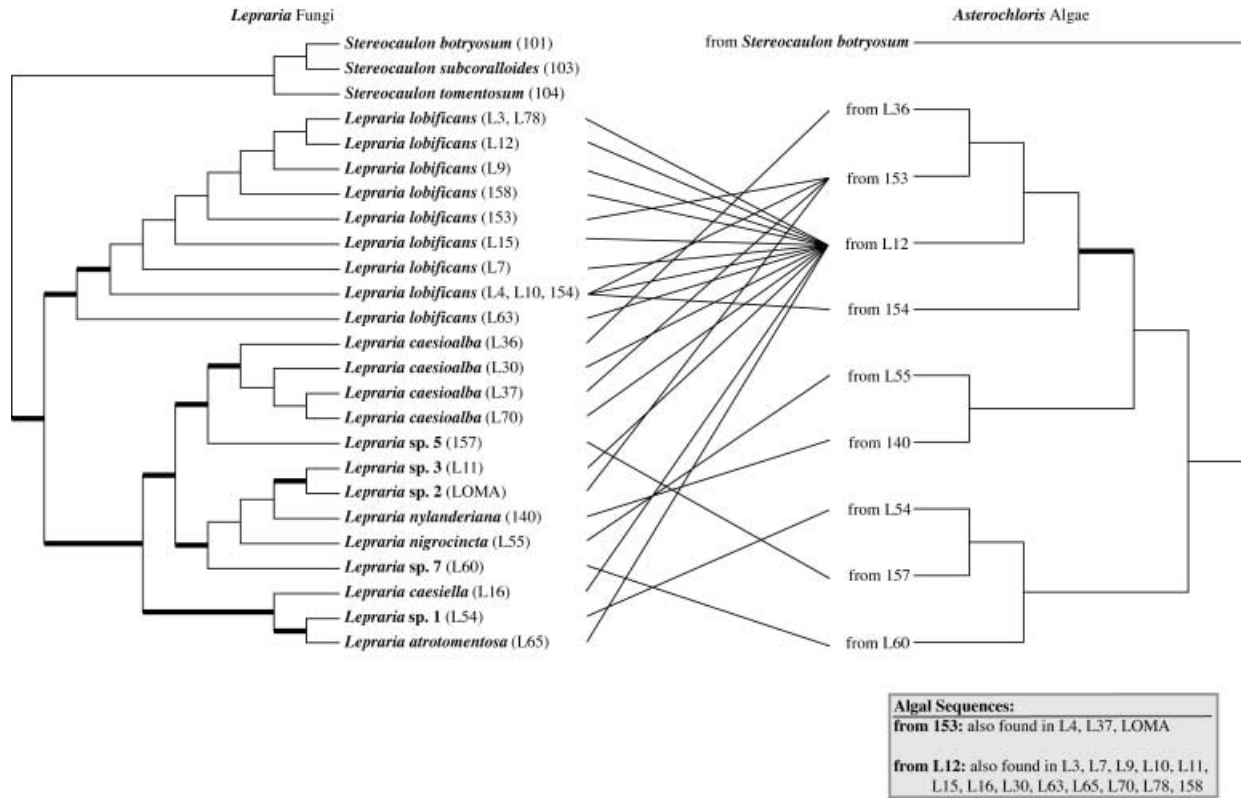 Lepraria Fungi
Stereocaulon botryosum (101)
Stereocaulon subcoralloides (103)
Stereocaulon tomentosum (104)
Lepraria lobificans (L3, L78)
Lepraria lobificans (L12)
Lepraria lobificans (L9)
Lepraria lobificans (158)
Lepraria lobificans (153)
Lepraria lobificans (L15)
Lepraria lobificans (L7)
Lepraria lobificans (L4, L10, 154)
Lepraria lobificans (L63)
Lepraria caesioalba (L36)
Lepraria caesioalba (L30)
Lepraria caesioalba (L37)
Lepraria caesioalba (L70)
Lepraria sp. 5 (157)
Lepraria sp. 3 (L11)
Lepraria sp. 2 (LOMA)
Lepraria nylanderiana (140)
Lepraria nigrocincta (L55)
Lepraria sp. 7 (L60)
Lepraria caesiella (L16)
Lepraria sp. 1 (L54)
Lepraria atrotomentosa (L65)
Asterochloris Algae
from Stereocaulon botryosum
from L36
from 153
from L12
from 154
from L55
from 140
from L54
from 157
from L60
Algal Sequences:
from 153: also found in L4, L37, LOMA
from L12: also found in L3, L7, L9, L10, L11,
L15, L16, L30, L63, L65, L70, L78, 158